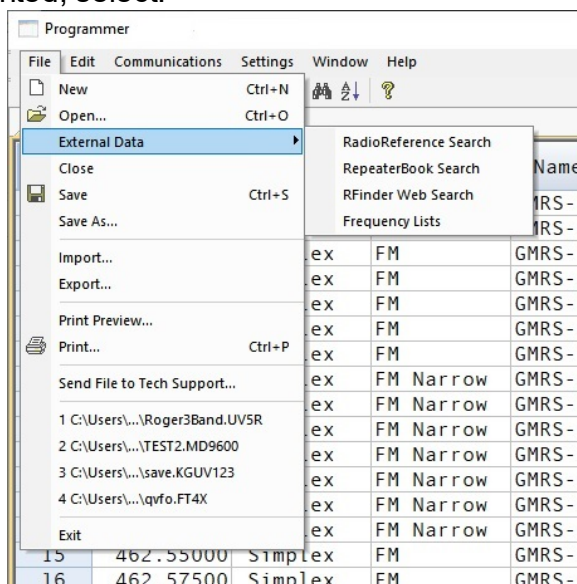 select:
Programmer
File Edit Communications Settings Window Help
New Ctrl+N
Open... Ctrl+O
External Data
RadioReference Search
Close
RepeaterBook Search
Name
Save Ctrl+S
RFinder Web Search
Save As...
Frequency Lists
Import...
ex FM GMRS-
Export...
ex FM GMRS-
Print Preview...
ex FM GMRS-
Print... Ctrl+P
ex FM GMRS-
ex FM GMRS-
Send File to Tech Support...
ex FM Narrow GMRS-
1 C:\Users\...\Roger3Band.UV5R
ex FM Narrow GMRS-
2 C:\Users\...\TEST2.MD9600
ex FM Narrow GMRS-
3 C:\Users\...\save.KGUV123
ex FM Narrow GMRS-
4 C:\Users\...\qvfo.FT4X
ex FM Narrow GMRS-
ex FM Narrow GMRS-
Exit
ex FM Narrow GMRS-
15 462.55000 Simplex FM GMRS-
16 462.57500 Simplex FM GMRS-